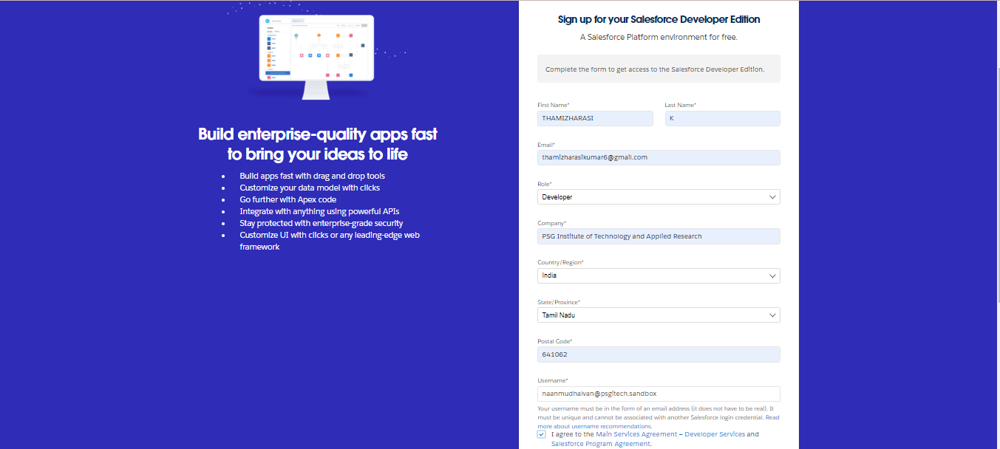 Sign up for your Salesforce Developer Edition
A Salesforce Platform environment for free.
Complete the form to get access to the Salesforce Developer Edition.
First Name*
Last Name*
THAMIZHARASI
K
Email*
thamizharasikumar6@gmail.com
Role*
Developer
Company*
PSG Institute of Technology and Applied Research
Country/Region*
India
State/Province*
Tamil Nadu
Postal Code*
641062
Username*
naanmudhalvan@psgitech.sandbox
Your username must be in the form of an email address (it does not have to be real). It
must be unique and cannot be associated with another Salesforce login credential. Read
more about username recommendations.
I agree to the Main Services Agreement – Developer Services and
Salesforce Program Agreement.
Build enterprise-quality apps fast
to bring your ideas to life
• Build apps fast with drag and drop tools
• Customize your data model with clicks
• Go further with Apex code
• Integrate with anything using powerful APIs
• Stay protected with enterprise-grade security
• Customize UI with clicks or any leading-edge web
framework